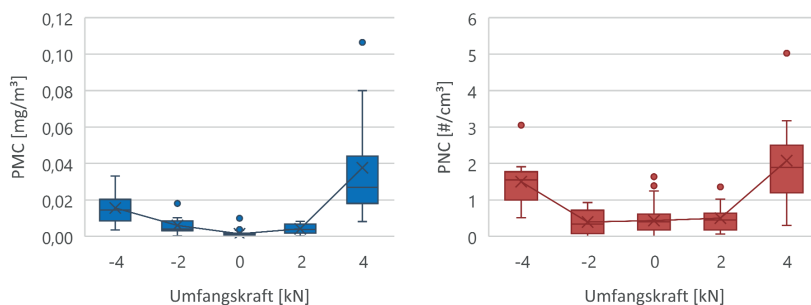 0,12
0,10
0,08
0,06
0,04
0,02
0,00
PMC [mg/m³]
-4 -2 0 2 4
Umfangskraft [kN]
6
5
4
3
2
1
0
PNC [#/cm³]
-4 -2 0 2 4
Umfangskraft [kN]